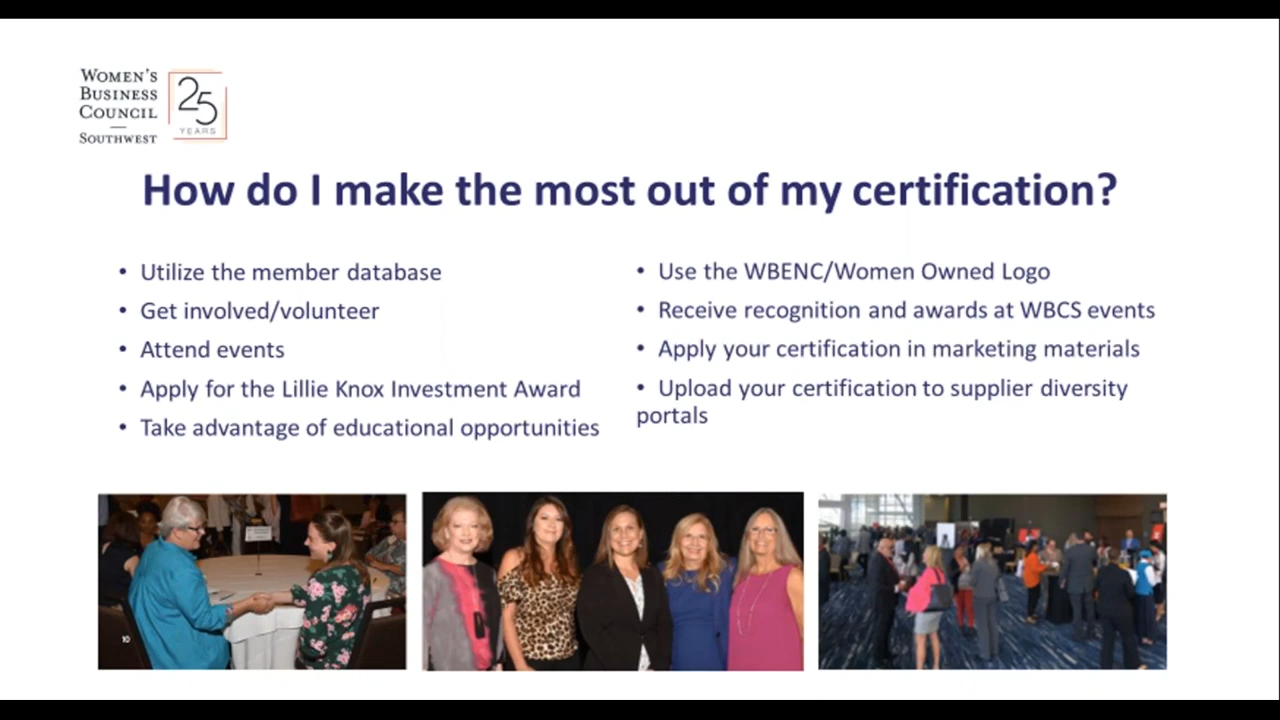 WOMEN'S
BUSINESS
COUNCIL
SOUTHWEST
25
YEARS
How do I make the most out of my certification?
• Utilize the member database
• Get involved/volunteer
• Attend events
• Apply for the Lillie Knox Investment Award
• Take advantage of educational opportunities
• Use the WBENC/Women Owned Logo
• Receive recognition and awards at WBCS events
• Apply your certification in marketing materials
• Upload your certification to supplier diversity
portals
10